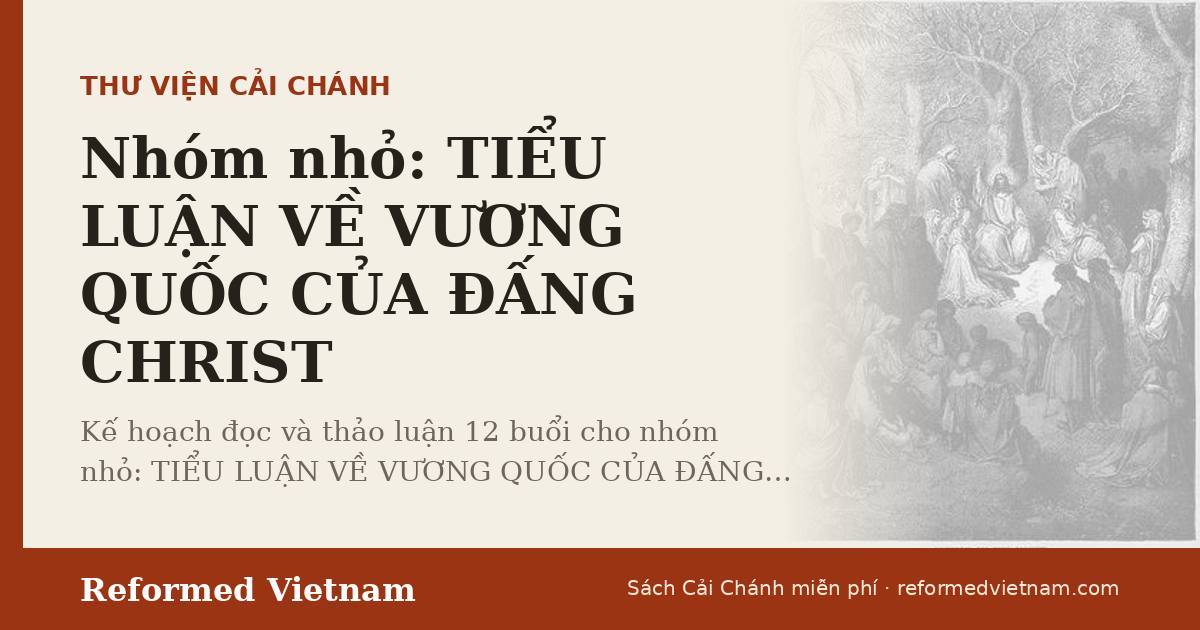 THƯ VIỆN CẢI CHÁNH
Nhóm nhỏ: TIỂU
LUẬN VỀ VƯƠNG
QUỐC CỦA ĐẤNG
CHRIST
Kế hoạch đọc và thảo luận 12 buổi cho nhóm
nhỏ: TIỂU LUẬN VỀ VƯƠNG QUỐC CỦA ĐẤNG...
Reformed Vietnam
Sách Cải Chánh miễn phí · reformedvietnam.com